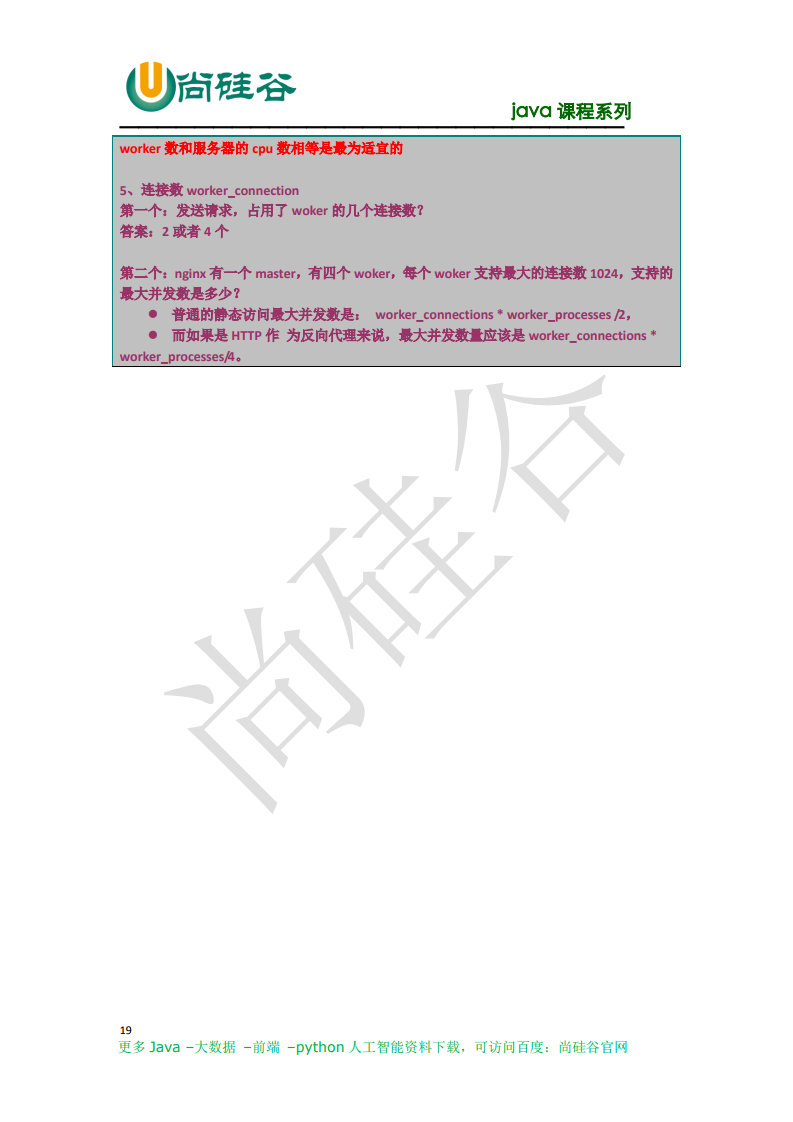 尚硅谷
java 课程系列
worker 数和服务器的 cpu 数相等是最为适宜的
5、连接数 worker_connection
第一个：发送请求，占用了 woker 的几个连接数？
答案：2 或者 4 个
第二个：nginx 有一个 master，有四个 woker，每个 woker 支持最大的连接数 1024，支持的
最大并发数是多少？
● 普通的静态访问最大并发数是： worker_connections * worker_processes /2，
● 而如果是 HTTP 作 为反向代理来说，最大并发数量应该是 worker_connections *
worker_processes/4。
尚硅谷
19
更多 Java –大数据 –前端 –python 人工智能资料下载，可访问百度：尚硅谷官网